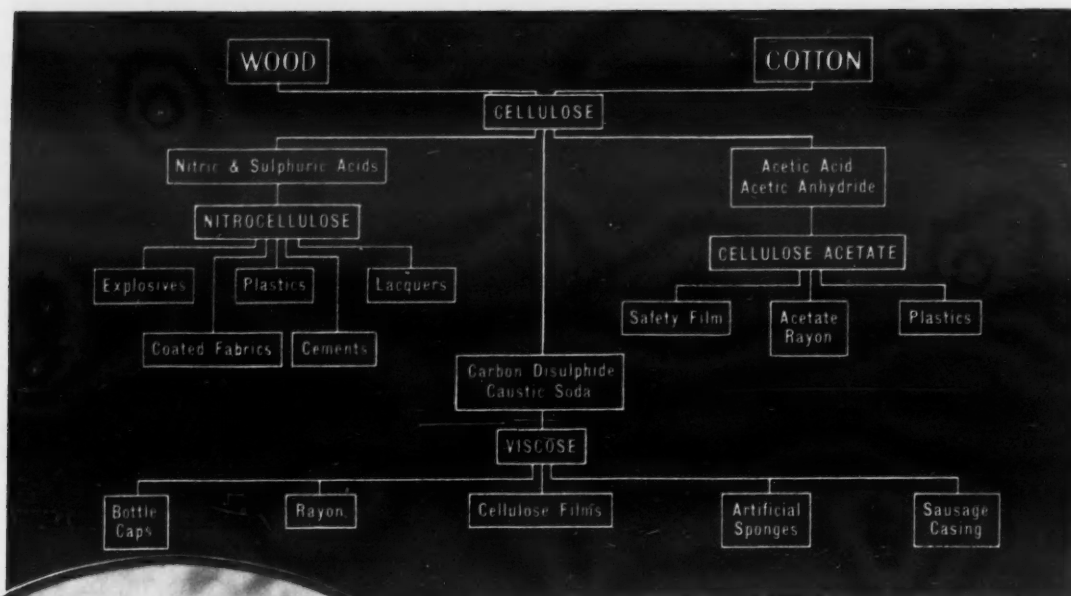 WOOD
COTTON
CELLULOSE
Nitric & Sulphuric Acids
Acetic Acid
Acetic Anhydride
NITROCELLULOSE
CELLULOSE ACETATE
Explosives
Plastics
Lacquers
Safety Film
Acetate
Rayon
Plastics
Coated Fabrics
Cements
Carbon Disulphide
Caustic Soda
VISCOSE
Bottle
Caps
Rayon
Cellulose Films
Artificial
Sponges
Sausage
Casing